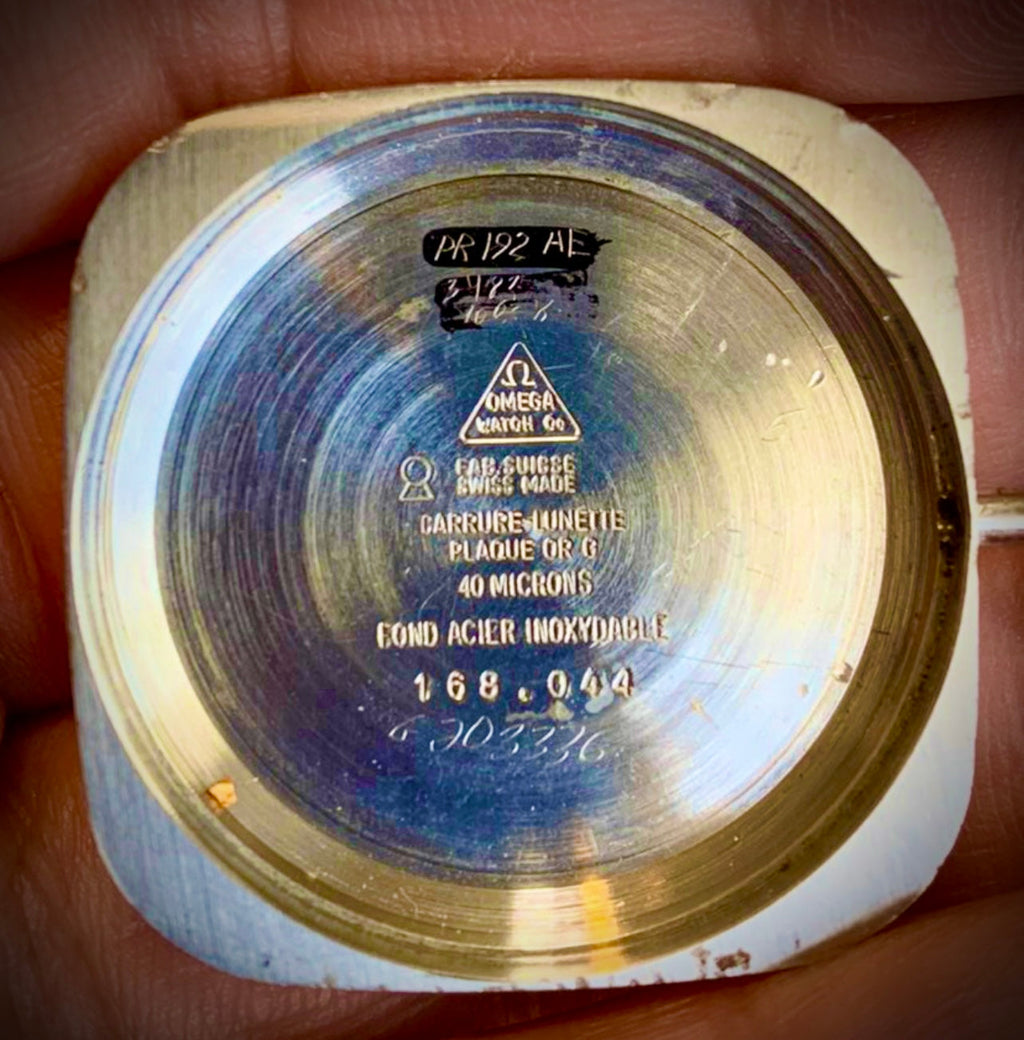 PR 192 AE
Ω
OMEGA
WATCH Co
FAB. SUISSE
SWISS MADE
CARRURE-LUNETTE
PLAQUE OR G
40 MICRONS
FOND ACIER INOXYDABLE
168.044